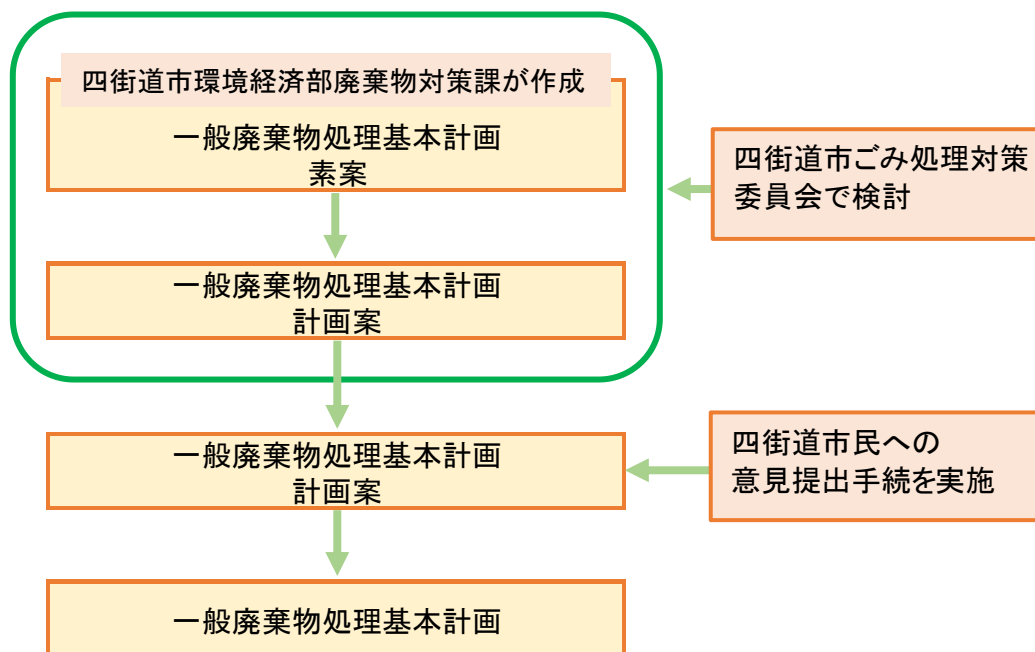 四街道市環境経済部廃棄物対策課が作成
一般廃棄物処理基本計画
素案
四街道市ごみ処理対策
委員会で検討
一般廃棄物処理基本計画
計画案
一般廃棄物処理基本計画
計画案
四街道市民への
意見提出手続を実施
一般廃棄物処理基本計画